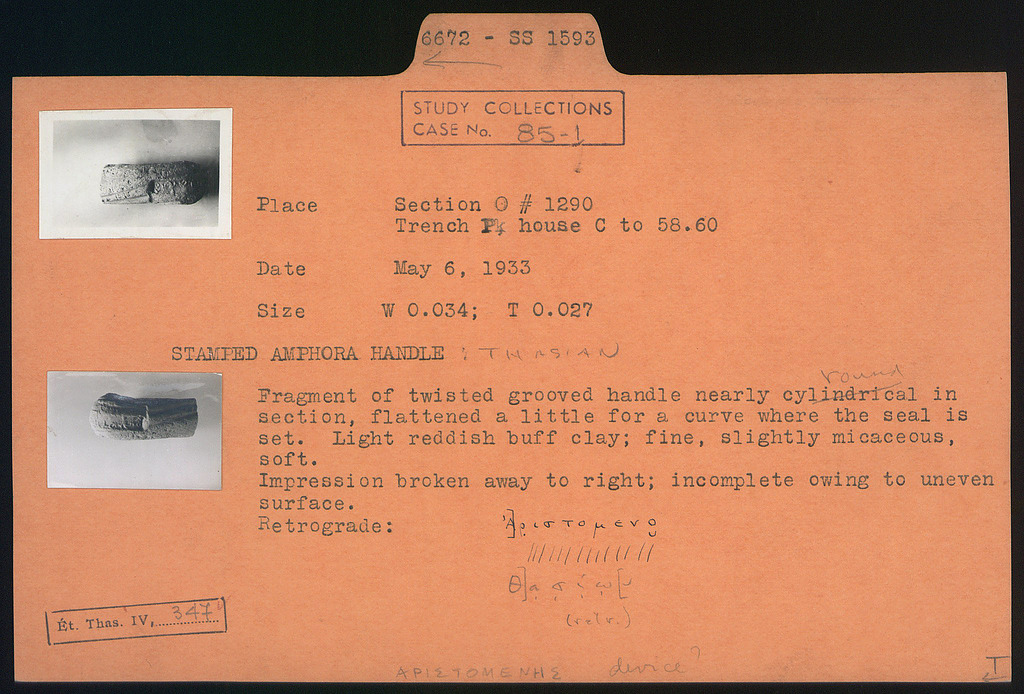 6672 - SS 1593
STUDY COLLECTIONS
CASE No. 85-1
Place Section O # 1290
Trench house C to 58.60
Date May 6, 1933
Size W 0.034; T 0.027
STAMPED AMPHORA HANDLE : THASIAN
round
Fragment of twisted grooved handle nearly cylindrical in
section, flattened a little for a curve where the seal is
set. Light reddish buff clay; fine, slightly micaceous,
soft.
Impression broken away to right; incomplete owing to uneven
surface.
Retrograde: Ἀ]ριστομενο
Θ]ασίω[ν
(retr.)
Ét. Thas. IV, 347
ΑΡΙΣΤΟΜΕΝΗΣ device?
I